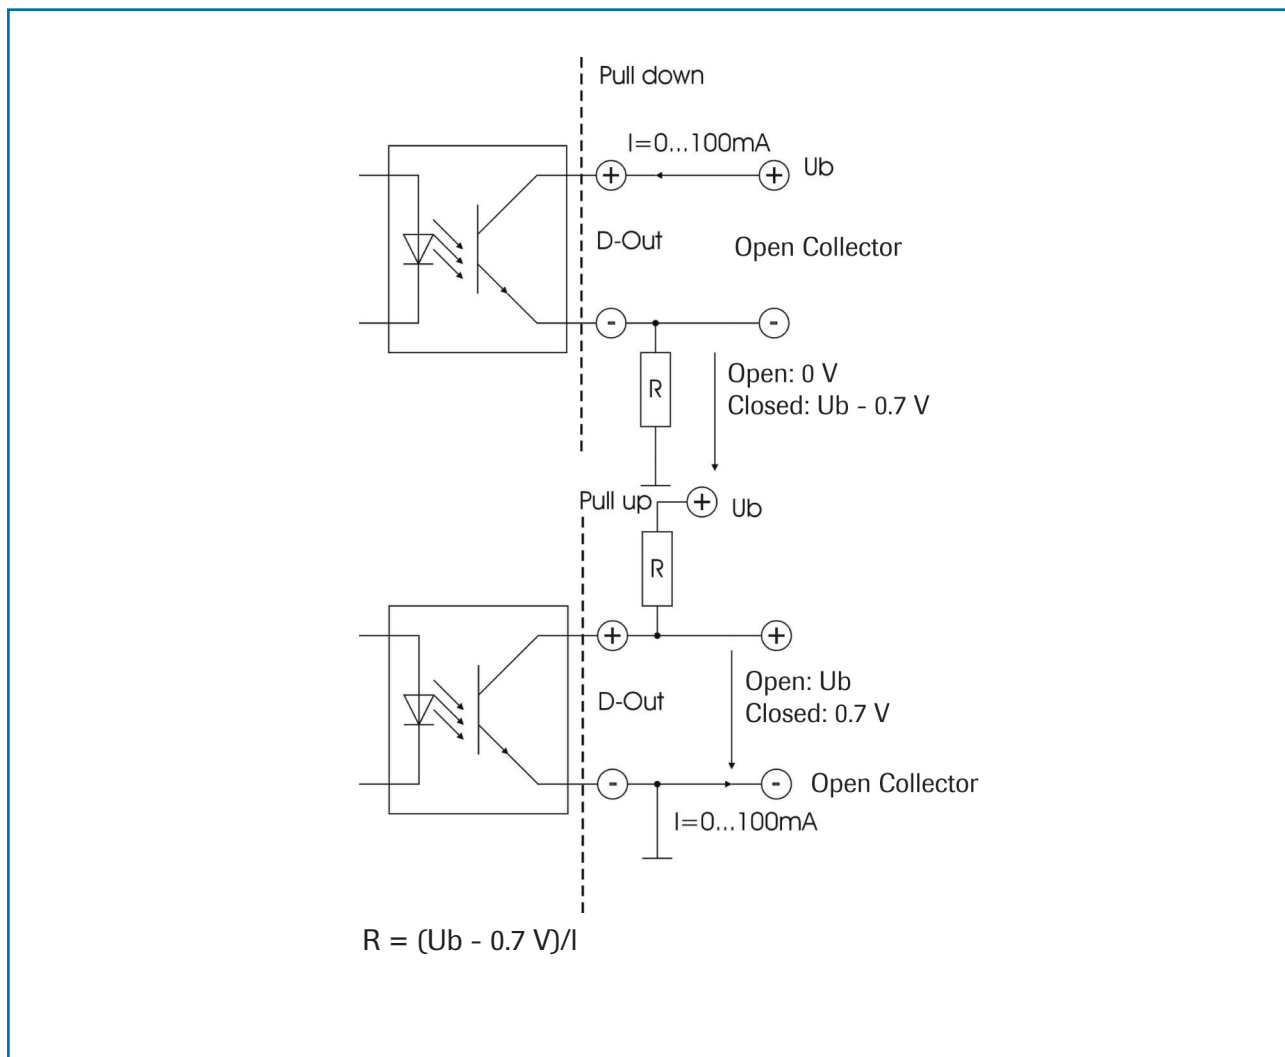 Pull down
I=0...100mA
+
+
Ub
D-Out
Open Collector
-
-
R
Open: 0 V
Closed: Ub - 0.7 V
Pull up
+
Ub
R
+
+
D-Out
Open: Ub
Closed: 0.7 V
-
-
Open Collector
I=0...100mA
R = (Ub - 0.7 V)/I